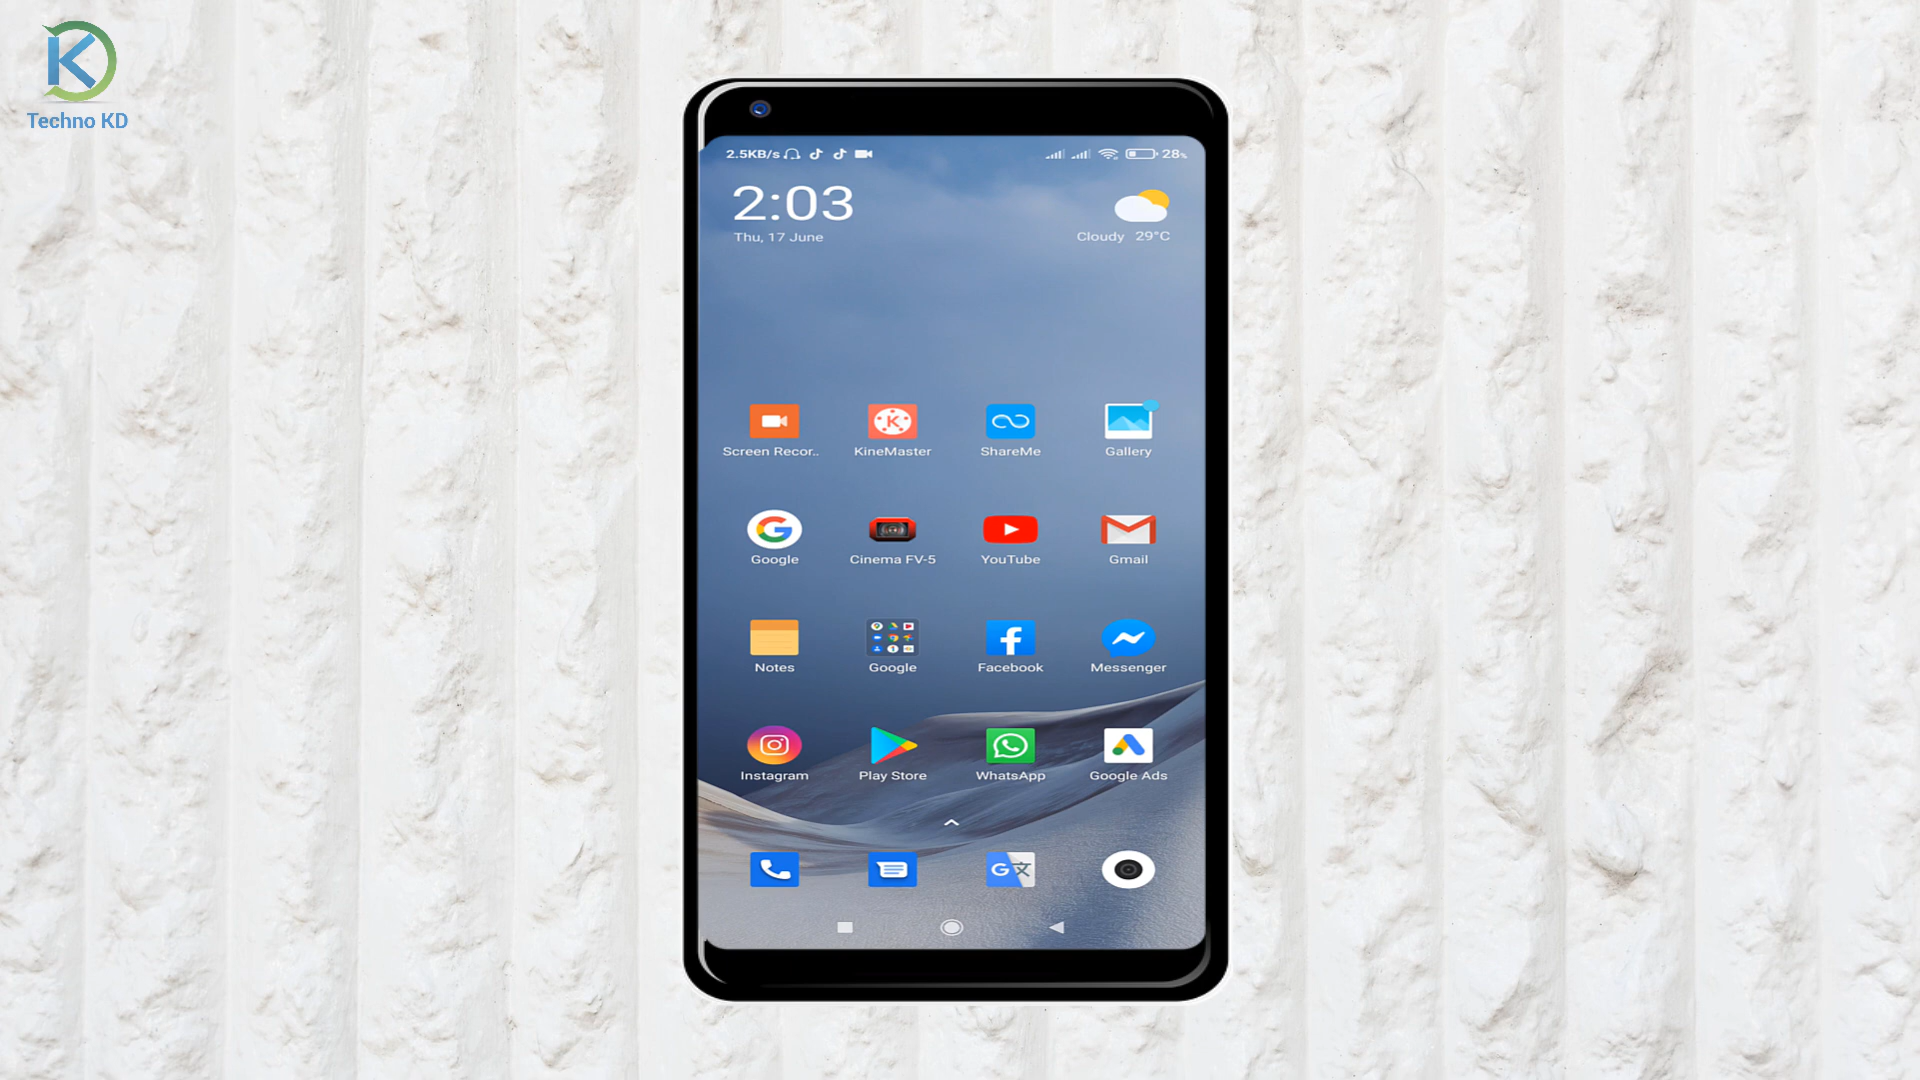 Techno KD
2.5KB/s 28%
2:03
Thu, 17 June
Cloudy 29°C
Screen Recor.. KineMaster ShareMe Gallery
Google Cinema FV-5 YouTube Gmail
Notes Google Facebook Messenger
Instagram Play Store WhatsApp Google Ads